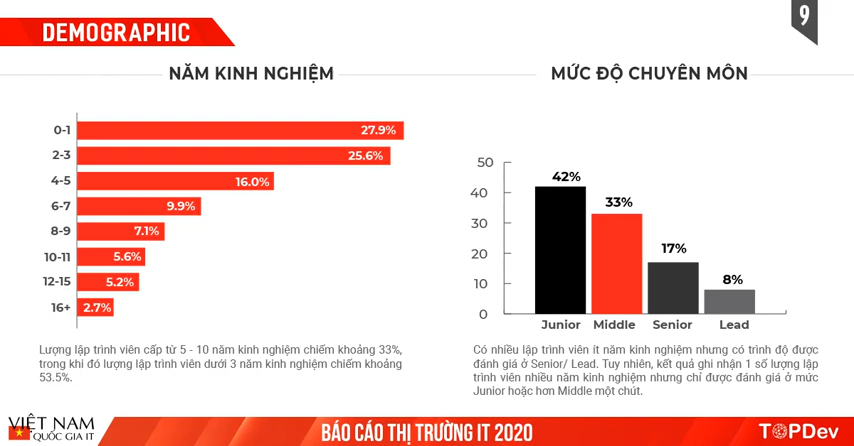 DEMOGRAPHIC
9
NĂM KINH NGHIỆM
0-1 27.9%
2-3 25.6%
4-5 16.0%
6-7 9.9%
8-9 7.1%
10-11 5.6%
12-15 5.2%
16+ 2.7%
Lượng lập trình viên cấp từ 5 - 10 năm kinh nghiệm chiếm khoảng 33%,
trong khi đó lượng lập trình viên dưới 3 năm kinh nghiệm chiếm khoảng
53.5%.
MỨC ĐỘ CHUYÊN MÔN
50
40
30
20
10
0
42%
33%
17%
8%
Junior Middle Senior Lead
Có nhiều lập trình viên ít năm kinh nghiệm nhưng có trình độ được
đánh giá ở Senior/ Lead. Tuy nhiên, kết quả ghi nhận 1 số lượng lập
trình viên nhiều năm kinh nghiệm nhưng chỉ được đánh giá ở mức
Junior hoặc hơn Middle một chút.
VIỆT NAM
QUỐC GIA IT
BÁO CÁO THỊ TRƯỜNG IT 2020
TOPDev